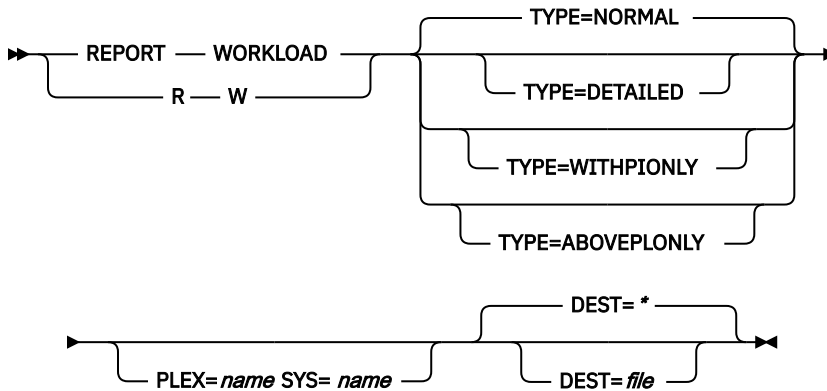 TYPE=NORMAL
REPORT WORKLOAD
TYPE=DETAILED
R W
TYPE=WITHPIONLY
TYPE=ABOVEPLONLY
DEST= *
PLEX=name SYS= name
DEST=file